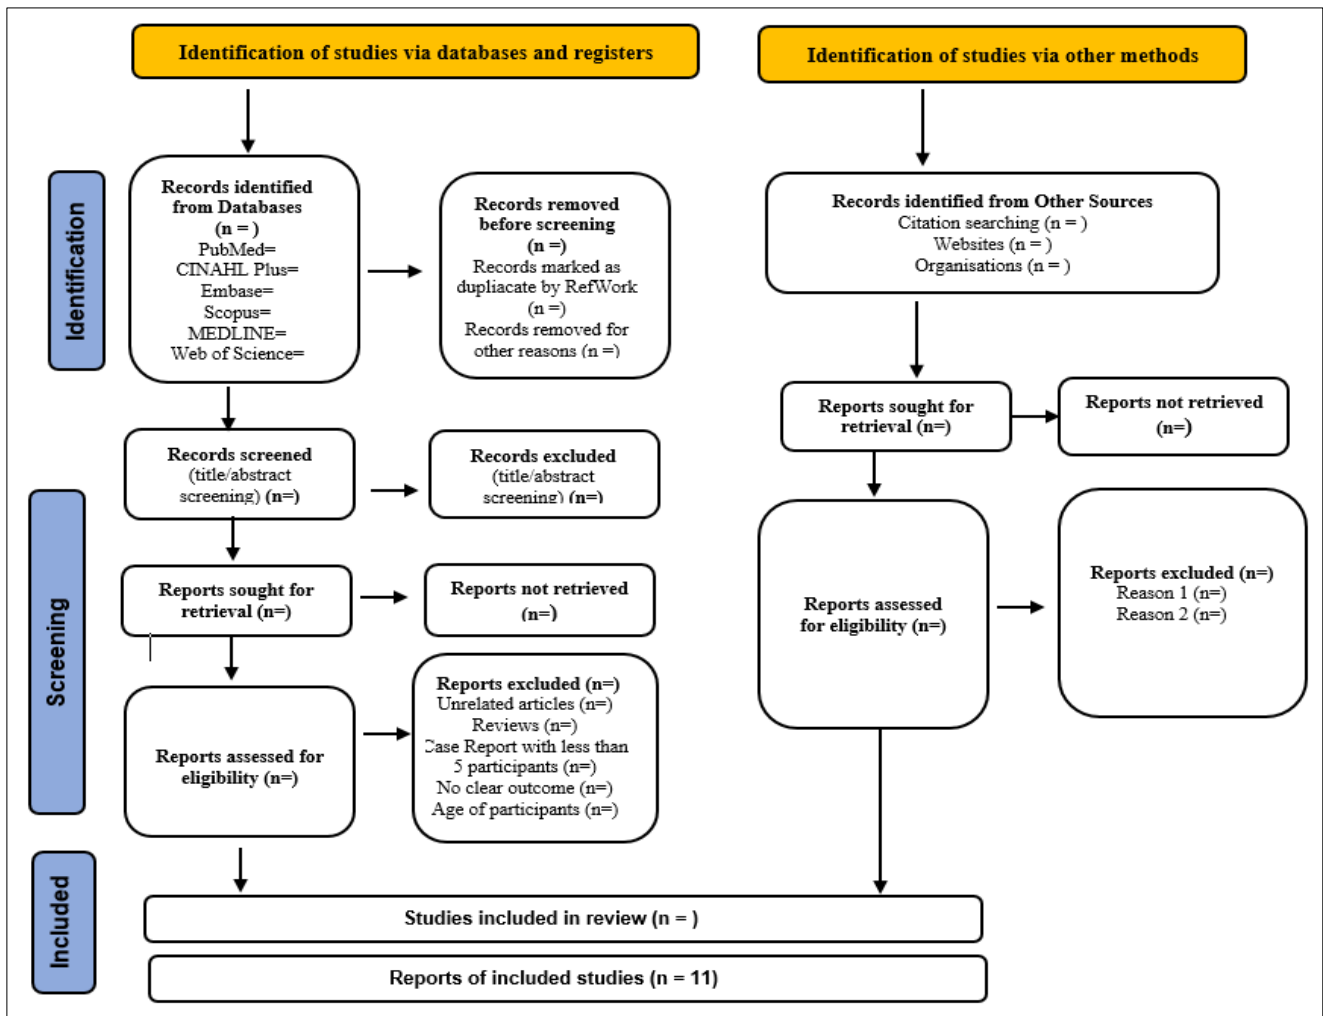 Identification of studies via databases and registers
Identification of studies via other methods
Identification
Records identified
from Databases
(n = )
PubMed=
CINAHL Plus=
Embase=
Scopus=
MEDLINE=
Web of Science=
Records removed
before screening
(n =)
Records marked as
dupliacate by RefWork
(n =)
Records removed for
other reasons (n =)
Records identified from Other Sources
Citation searching (n = )
Websites (n = )
Organisations (n = )
Reports sought for
retrieval (n=)
Reports not retrieved
(n=)
Screening
Records screened
(title/abstract
screening) (n=)
Records excluded
(title/abstract
screening) (n=)
Reports sought for
retrieval (n=)
Reports not retrieved
(n=)
Reports assessed for
eligibility (n=)
Reports excluded (n=)
Unrelated articles (n=)
Reviews (n=)
Case Report with less than
5 participants (n=)
No clear outcome (n=)
Age of participants (n=)
Reports assessed
for eligibility (n=)
Reports excluded (n=)
Reason 1 (n=)
Reason 2 (n=)
Included
Studies included in review (n = )
Reports of included studies (n = 11)